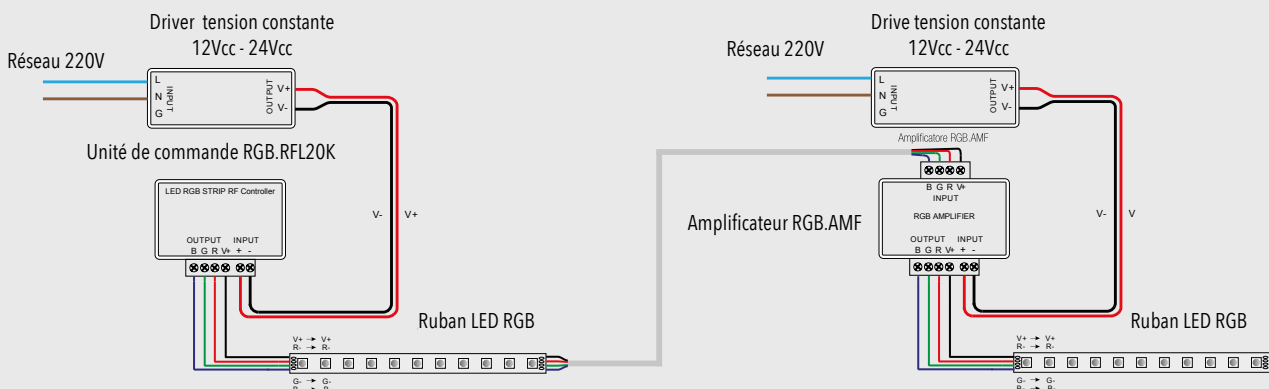 Driver tension constante
12Vcc - 24Vcc
Réseau 220V
L
N
G
INPUT
OUTPUT
V+
V-
Unité de commande RGB.RFL20K
LED RGB STRIP RF Controller
OUTPUT INPUT
B G R V+ + -
V- V+
Ruban LED RGB
V+ → V+
R- → R-
G- → G-
Drive tension constante
12Vcc - 24Vcc
Réseau 220V
L
N
G
INPUT
OUTPUT
V+
V-
Amplificatore RGB.AMF
B G R V+
INPUT
Amplificateur RGB.AMF
RGB AMPLIFIER
OUTPUT INPUT
B G R V+ + -
V- V
Ruban LED RGB
V+ → V+
R- → R-
G- → G-